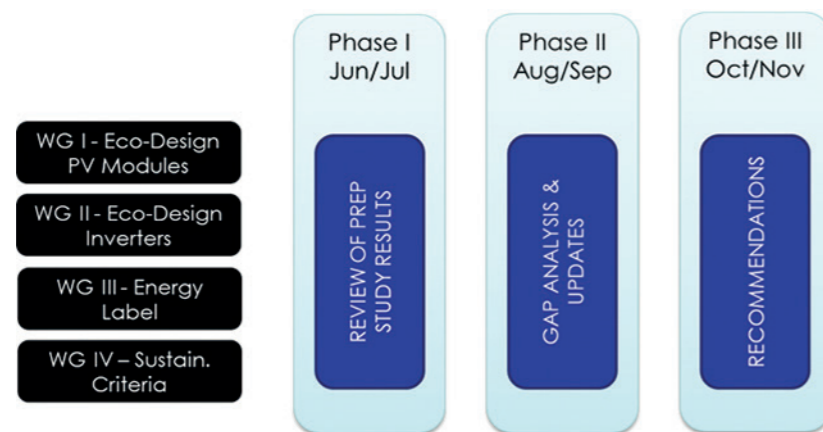 Phase I
Jun/Jul
Phase II
Aug/Sep
Phase III
Oct/Nov
WG I - Eco-Design
PV Modules
WG II - Eco-Design
Inverters
WG III - Energy
Label
WG IV – Sustain.
Criteria
REVIEW OF PREP
STUDY RESULTS
GAP ANALYSIS &
UPDATES
RECOMMENDATIONS